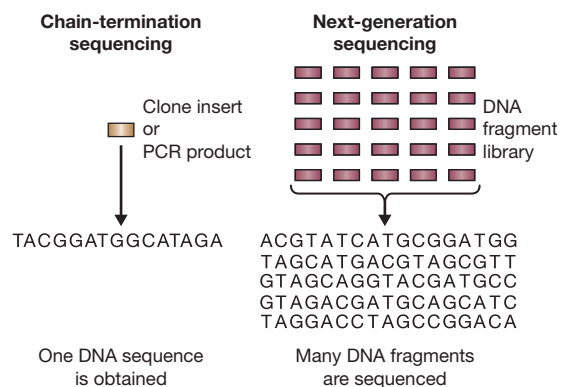 Chain-termination
sequencing
Clone insert
or
PCR product
TACGGATGGCATAGA
One DNA sequence
is obtained
Next-generation
sequencing
DNA
fragment
library
ACGTATCATGCGGATGG
TAGCATGACGTAGCGTT
GTAGCAGGTACGATGCC
GTAGACGATGCAGCATC
TAGGACCTAGCCGGACA
Many DNA fragments
are sequenced